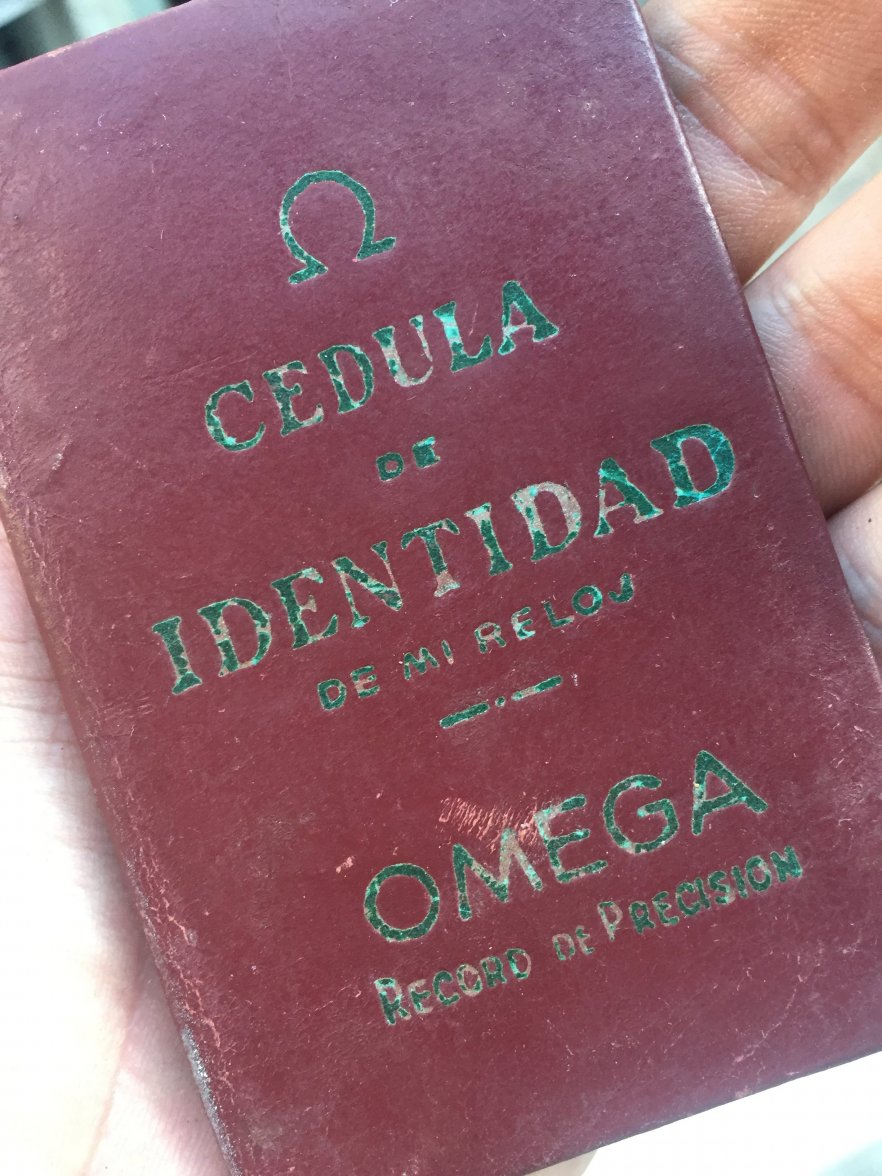 Ω
CEDULA
DE
IDENTIDAD
DE MI RELOJ
OMEGA
RECORD DE PRECISION